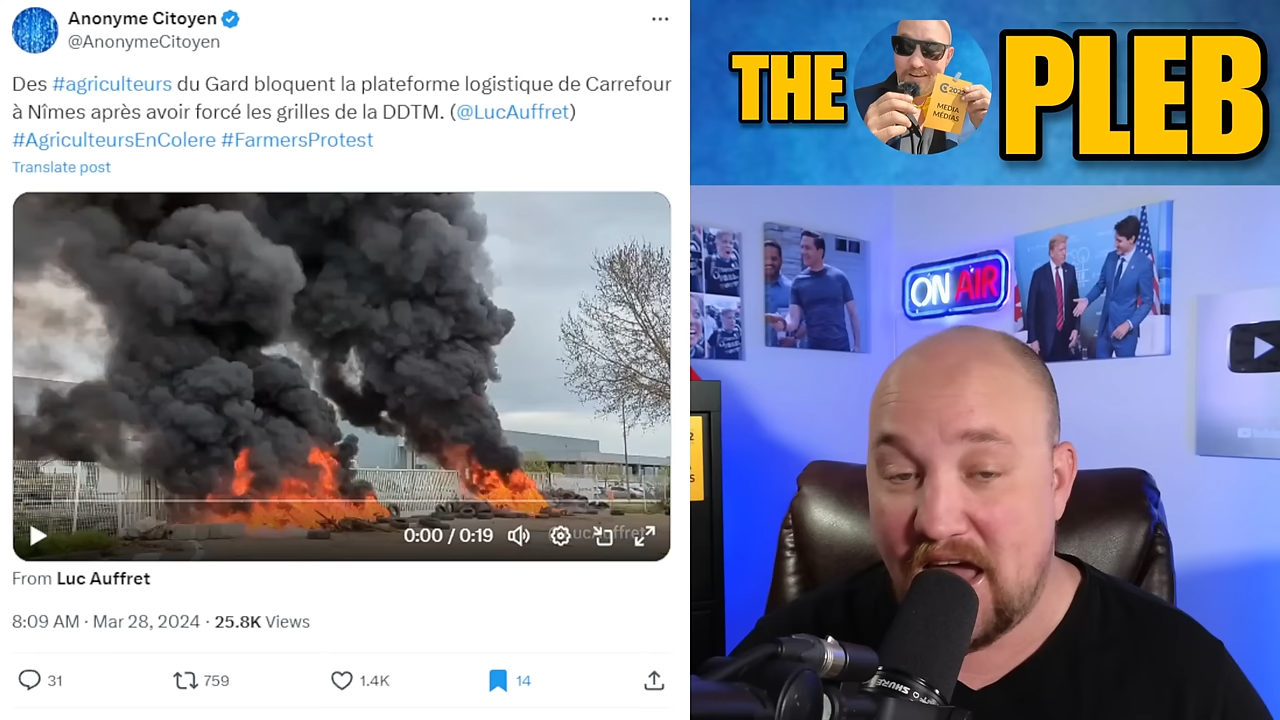 Anonyme Citoyen
@AnonymeCitoyen
Des #agriculteurs du Gard bloquent la plateforme logistique de Carrefour
à Nîmes après avoir forcé les grilles de la DDTM. (@LucAuffret)
#AgriculteursEnColere #FarmersProtest
Translate post
0:00 / 0:19
@LucAuffret
From Luc Auffret
8:09 AM · Mar 28, 2024 · 25.8K Views
31
759
1.4K
14
THE
PLEB
MEDIA
MÉDIAS
ON AIR
SHURE